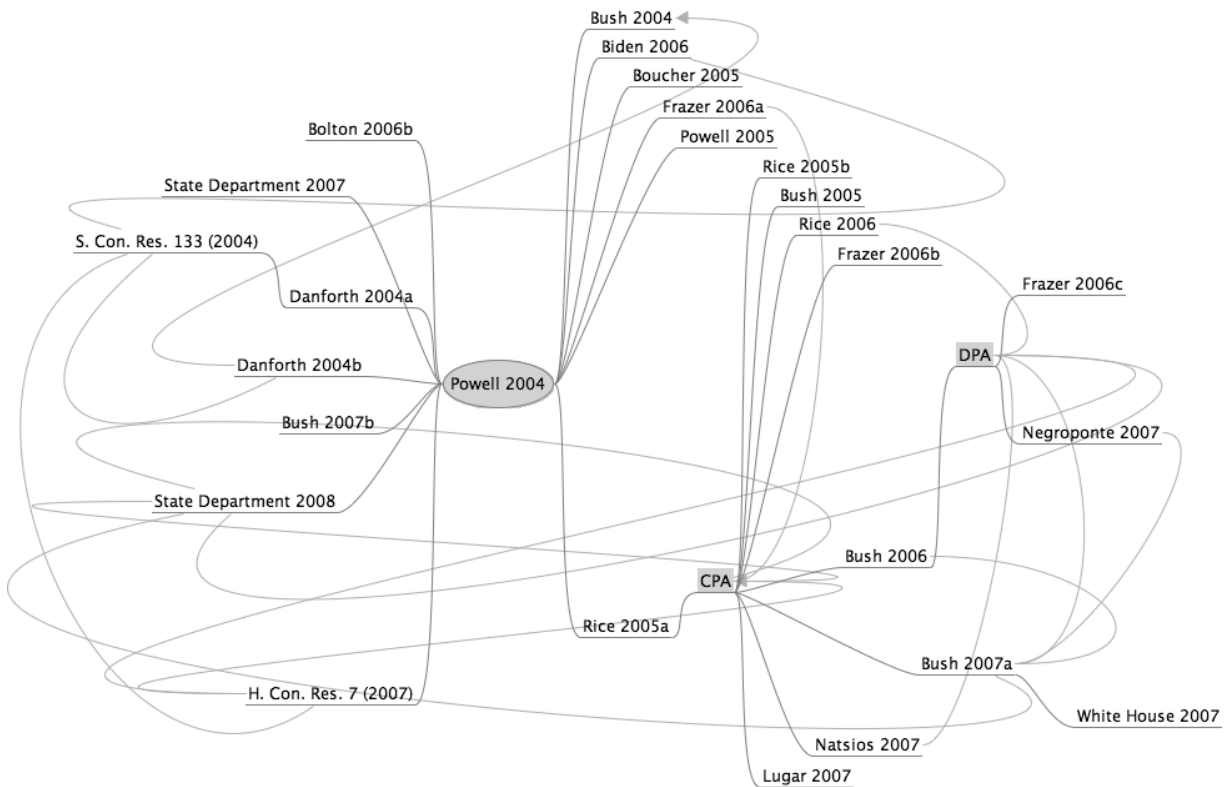 Bush 2004
Biden 2006
Boucher 2005
Frazer 2006a
Powell 2005
Bolton 2006b
State Department 2007
S. Con. Res. 133 (2004)
Danforth 2004a
Danforth 2004b
Bush 2007b
State Department 2008
H. Con. Res. 7 (2007)
Powell 2004
Rice 2005b
Bush 2005
Rice 2006
Frazer 2006b
Frazer 2006c
DPA
Negroponte 2007
Bush 2006
CPA
Rice 2005a
Bush 2007a
White House 2007
Natsios 2007
Lugar 2007